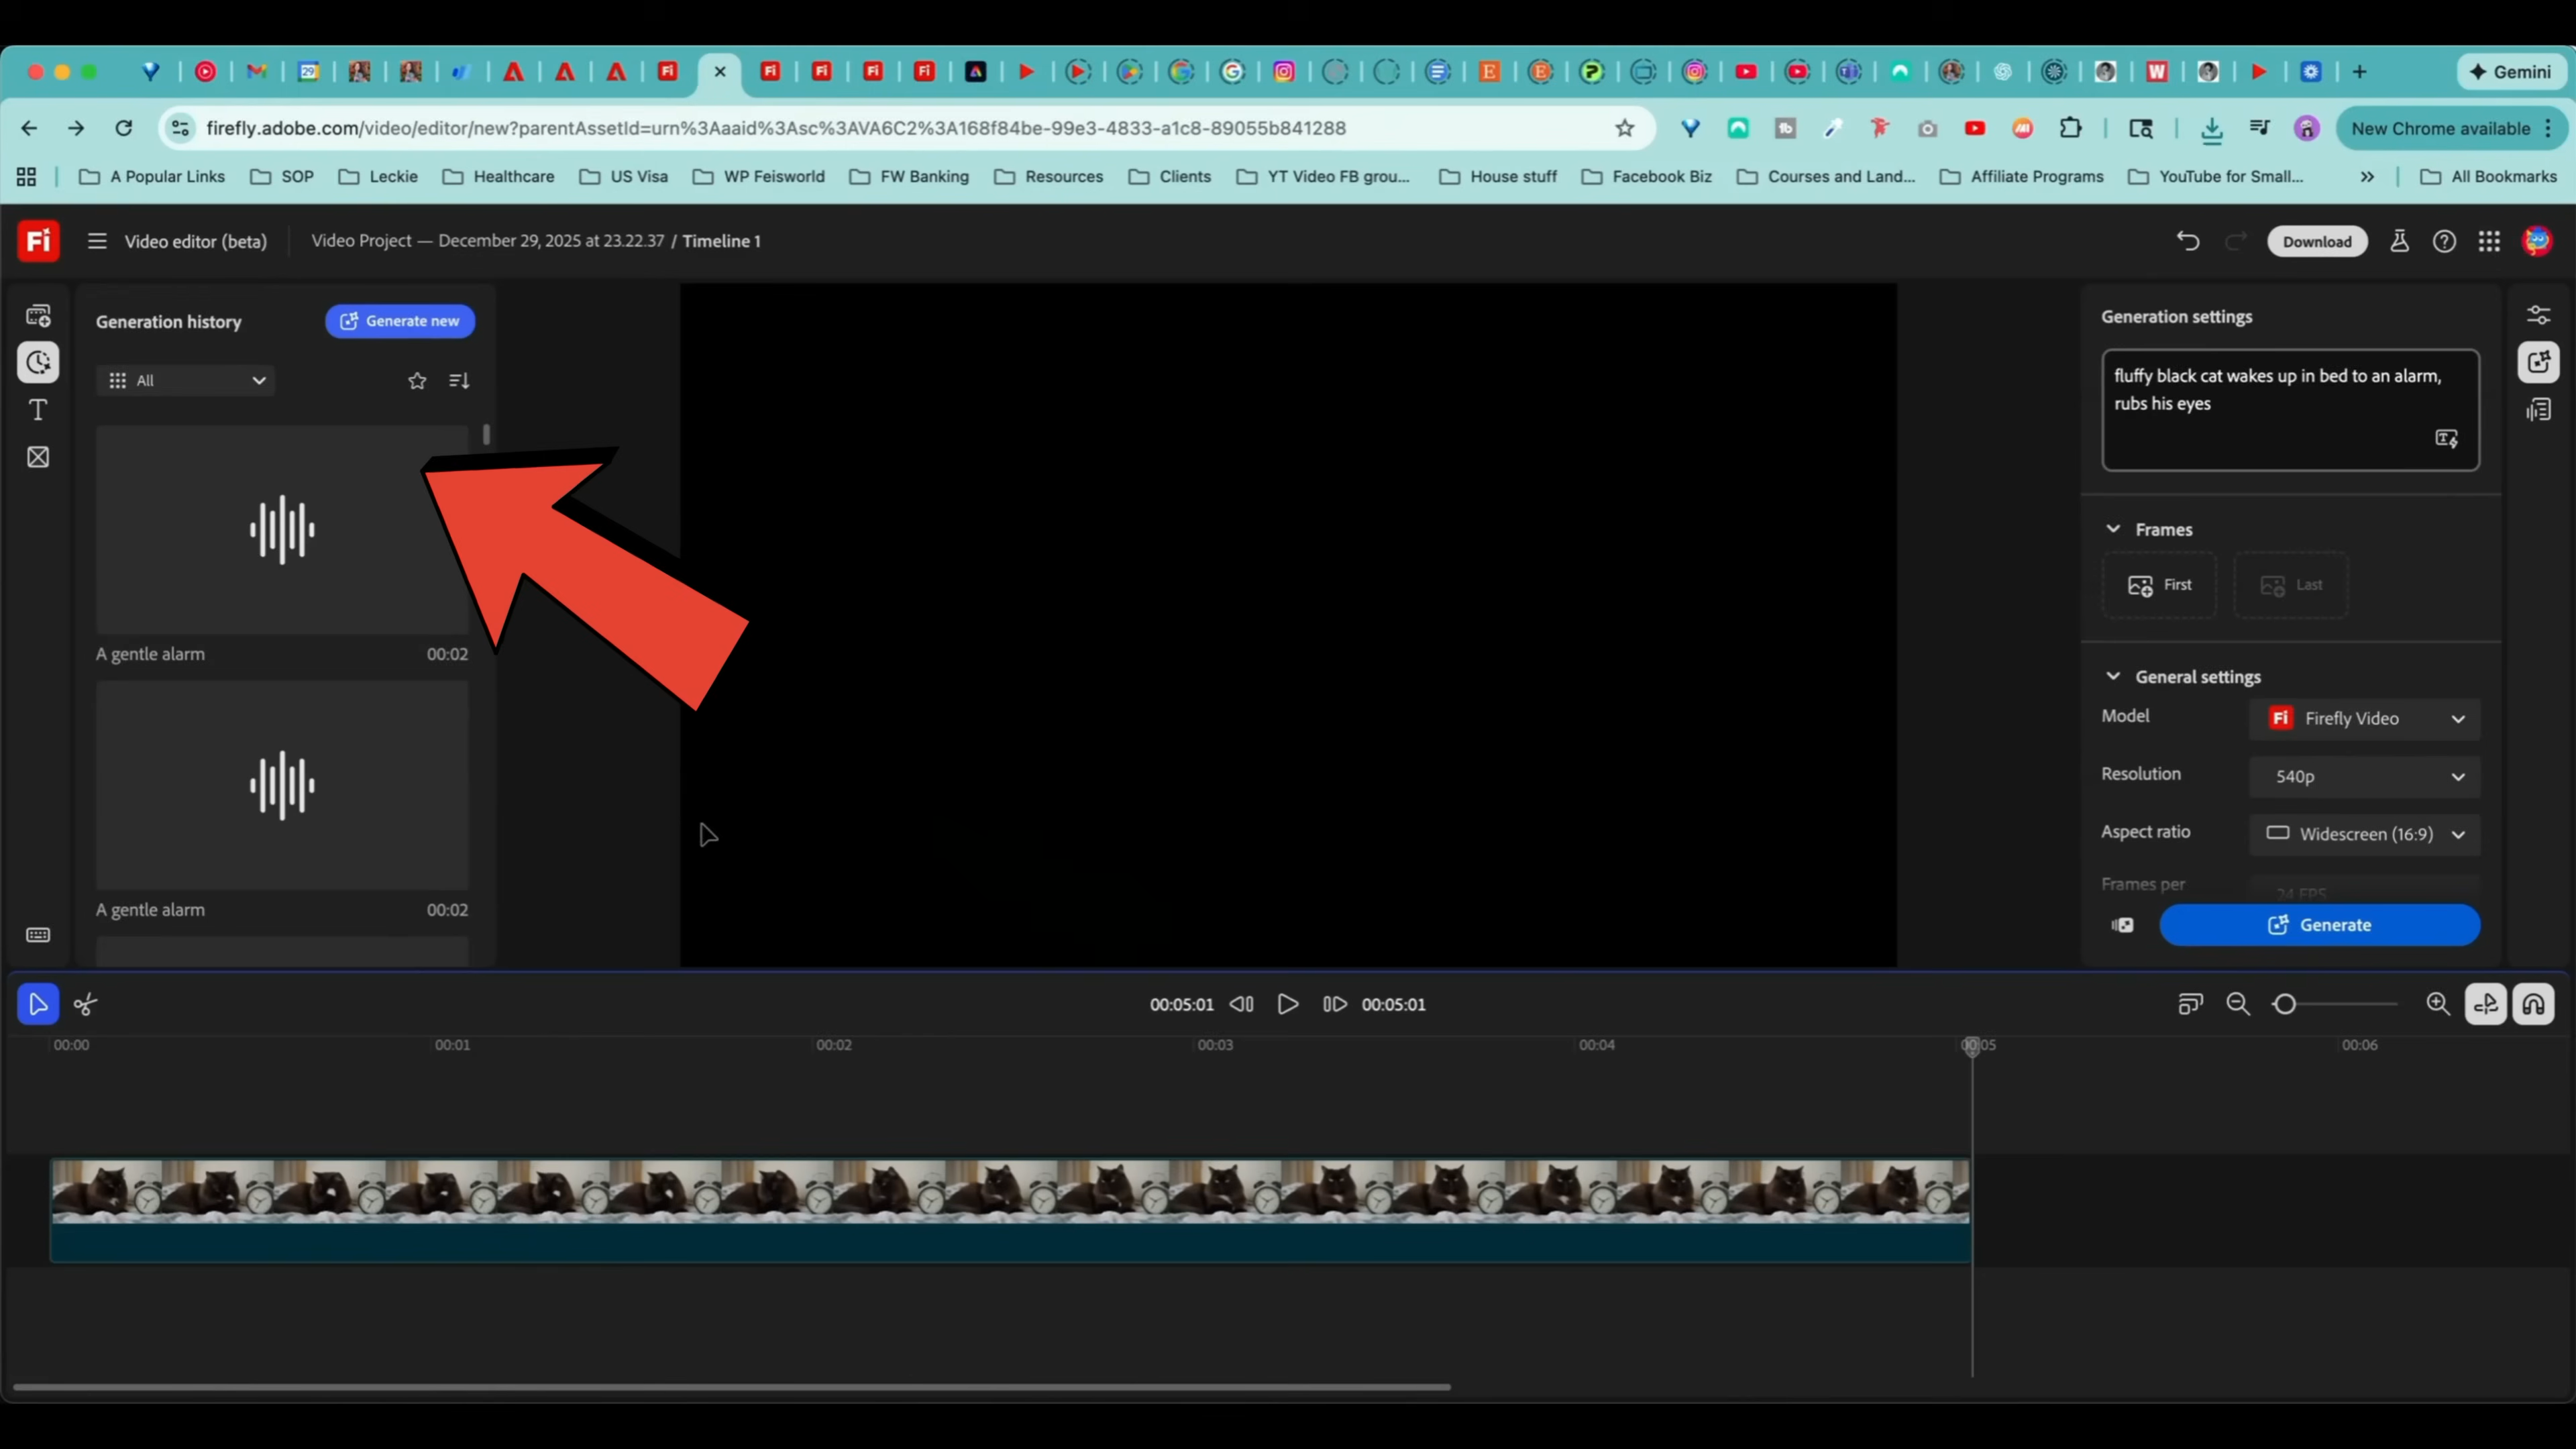 Gemini
firefly.adobe.com/video/editor/new?parentAssetId=urn%3Aaaid%3Asc%3AVA6C2%3A168f84be-99e3-4833-a1c8-89055b841288
New Chrome available
A Popular Links SOP Leckie Healthcare US Visa WP Feisworld FW Banking Resources Clients YT Video FB grou... House stuff Facebook Biz Courses and Land... Affiliate Programs YouTube for Small... All Bookmarks
Fi Video editor (beta) Video Project — December 29, 2025 at 23.22.37 / Timeline 1 Download
Generation history Generate new
All
A gentle alarm 00:02
A gentle alarm 00:02
Generation settings
fluffy black cat wakes up in bed to an alarm,
rubs his eyes
Frames
First Last
General settings
Model Fi Firefly Video
Resolution 540p
Aspect ratio Widescreen (16:9)
Frames per 24 FPS
Generate
00:05:01 00:05:01
00:00 00:01 00:02 00:03 00:04 00:05 00:06